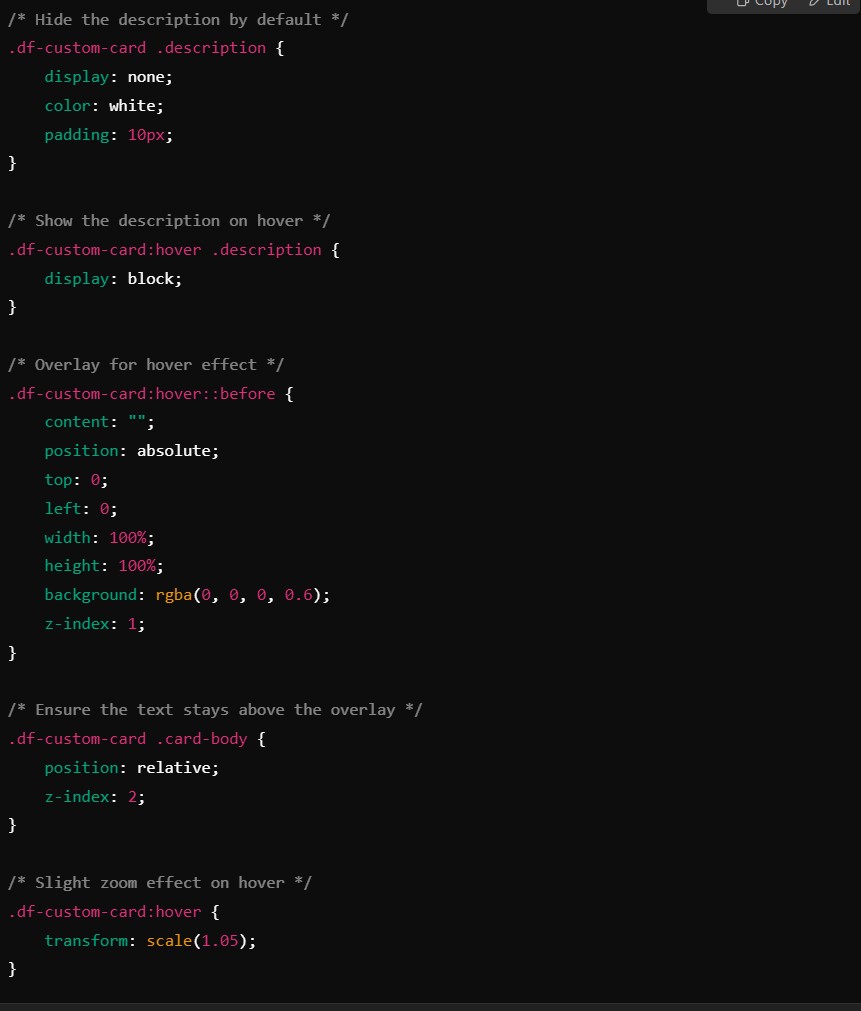 Copy Edit
/* Hide the description by default */
.df-custom-card .description {
    display: none;
    color: white;
    padding: 10px;
}

/* Show the description on hover */
.df-custom-card:hover .description {
    display: block;
}

/* Overlay for hover effect */
.df-custom-card:hover::before {
    content: "";
    position: absolute;
    top: 0;
    left: 0;
    width: 100%;
    height: 100%;
    background: rgba(0, 0, 0, 0.6);
    z-index: 1;
}

/* Ensure the text stays above the overlay */
.df-custom-card .card-body {
    position: relative;
    z-index: 2;
}

/* Slight zoom effect on hover */
.df-custom-card:hover {
    transform: scale(1.05);
}